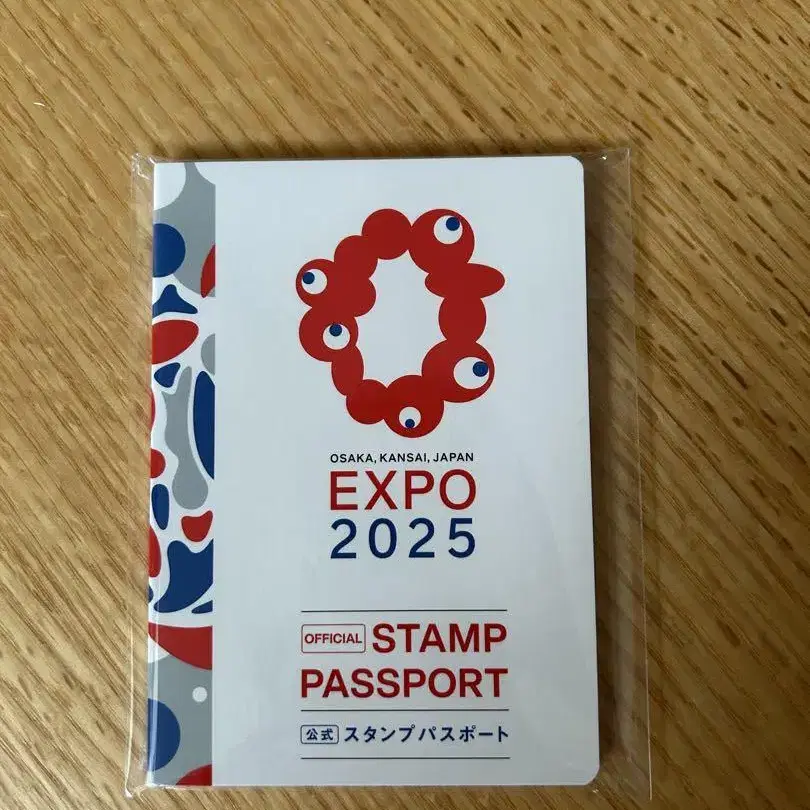 OSAKA, KANSAI, JAPAN
EXPO
2025
OFFICIAL STAMP
PASSPORT
公式 スタンプパスポート